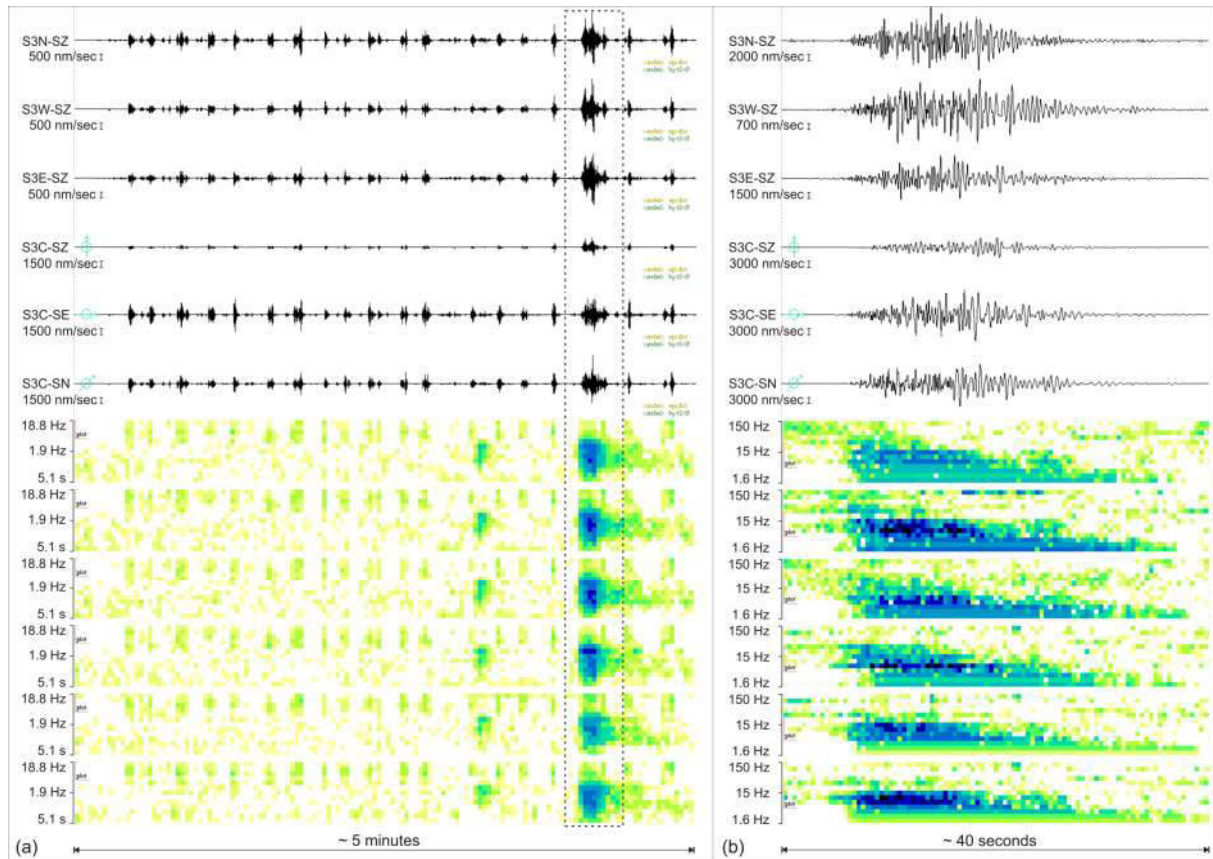 S3N-SZ
500 nm/sec
S3W-SZ
500 nm/sec
S3E-SZ
500 nm/sec
S3C-SZ
1500 nm/sec
S3C-SE
1500 nm/sec
S3C-SN
1500 nm/sec
18.8 Hz
1.9 Hz
5.1 s
18.8 Hz
1.9 Hz
5.1 s
18.8 Hz
1.9 Hz
5.1 s
18.8 Hz
1.9 Hz
5.1 s
18.8 Hz
1.9 Hz
5.1 s
18.8 Hz
1.9 Hz
5.1 s
(a)
~ 5 minutes
S3N-SZ
2000 nm/sec
S3W-SZ
700 nm/sec
S3E-SZ
1500 nm/sec
S3C-SZ
3000 nm/sec
S3C-SE
3000 nm/sec
S3C-SN
3000 nm/sec
150 Hz
15 Hz
1.6 Hz
150 Hz
15 Hz
1.6 Hz
150 Hz
15 Hz
1.6 Hz
150 Hz
15 Hz
1.6 Hz
150 Hz
15 Hz
1.6 Hz
150 Hz
15 Hz
1.6 Hz
(b)
~ 40 seconds